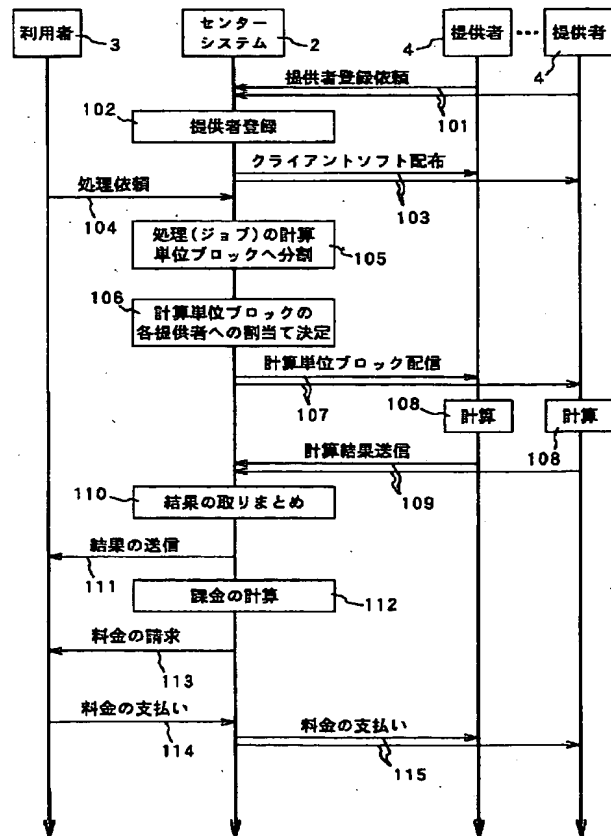 利用者
3
センター
システム
2
提供者
4
…
提供者
4
提供者登録依頼
101
102
提供者登録
クライアントソフト配布
103
処理依頼
104
処理(ジョブ)の計算
単位ブロックへ分割
105
106
計算単位ブロックの
各提供者への割当て決定
計算単位ブロック配信
107
108
計算
計算
108
計算結果送信
109
110
結果の取りまとめ
結果の送信
111
課金の計算
112
料金の請求
113
料金の支払い
114
料金の支払い
115